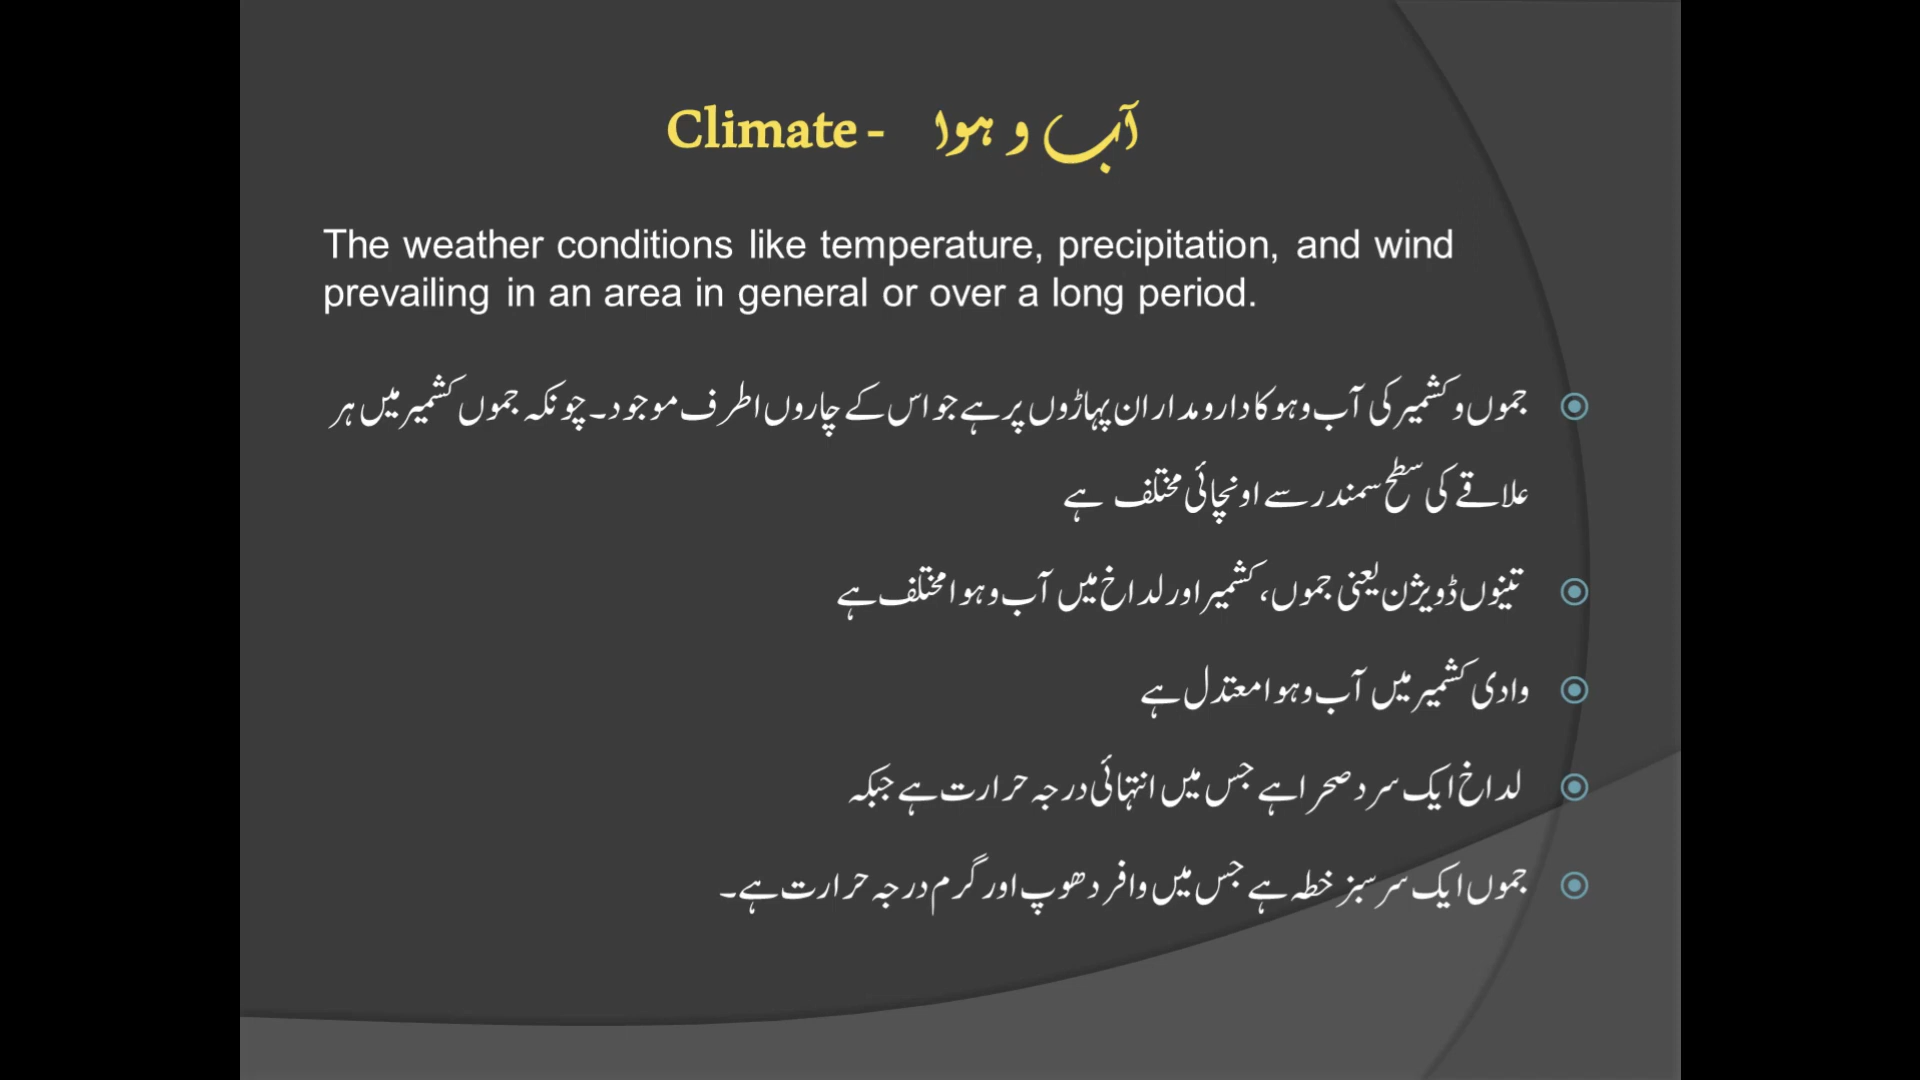 Climate - آب و ہوا
The weather conditions like temperature, precipitation, and wind
prevailing in an area in general or over a long period.
جموں و کشمیر کی آب وہو کا دارومدار ان پہاڑوں پر ہے جو اس کے چاروں اطرف موجود۔ چونکہ جموں کشمیر میں ہر
علاقے کی سطح سمندر سے اونچائی مختلف ہے
تینوں ڈویژن یعنی جموں، کشمیر اور لداخ میں آب وہوا مختلف ہے
وادی کشمیر میں آب وہوا معتدل ہے
لداخ ایک سرد صحرا ہے جس میں انتہائی درجہ حرارت ہے جبکہ
جموں ایک سرسبز خطہ ہے جس میں وافر دھوپ اور گرم درجہ حرارت ہے۔